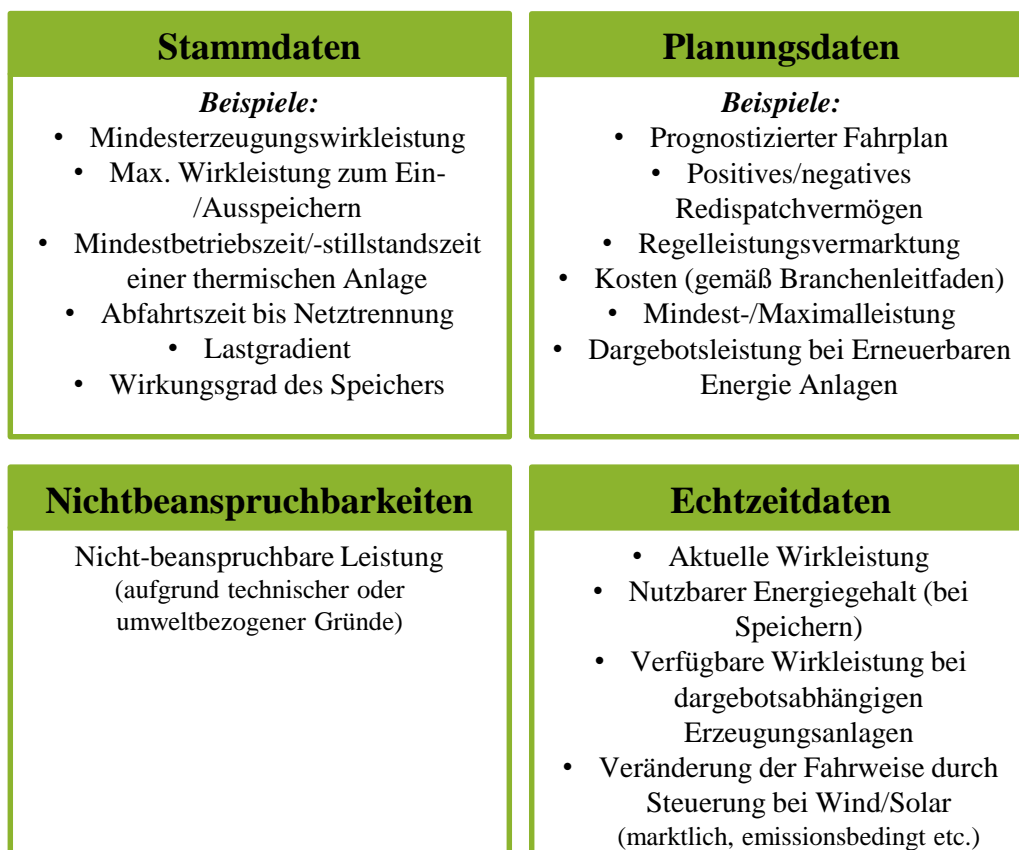 Stammdaten
Beispiele:
• Mindesterzeugungswirkleistung
• Max. Wirkleistung zum Ein-
/Ausspeichern
• Mindestbetriebszeit/-stillstandszeit
einer thermischen Anlage
• Abfahrtszeit bis Netztrennung
• Lastgradient
• Wirkungsgrad des Speichers
Planungsdaten
Beispiele:
• Prognostizierter Fahrplan
• Positives/negatives
Redispatchvermögen
• Regelleistungsvermarktung
• Kosten (gemäß Branchenleitfaden)
• Mindest-/Maximalleistung
• Dargebotsleistung bei Erneuerbaren
Energie Anlagen
Nichtbeanspruchbarkeiten
Nicht-beanspruchbare Leistung
(aufgrund technischer oder
umweltbezogener Gründe)
Echtzeitdaten
• Aktuelle Wirkleistung
• Nutzbarer Energiegehalt (bei
Speichern)
• Verfügbare Wirkleistung bei
dargebotsabhängigen
Erzeugungsanlagen
• Veränderung der Fahrweise durch
Steuerung bei Wind/Solar
(marktlich, emissionsbedingt etc.)